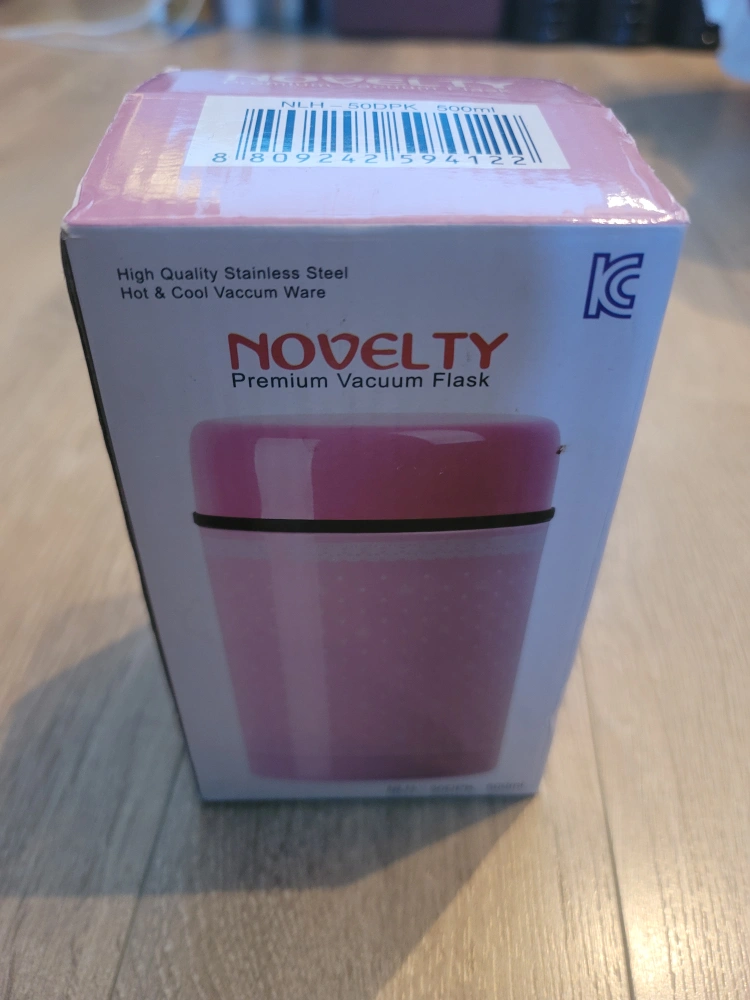 NOVELTY
NLH - 50DPK 500ml
8 809242 594122
High Quality Stainless Steel
Hot & Cool Vaccum Ware
KC
NOVELTY
Premium Vacuum Flask